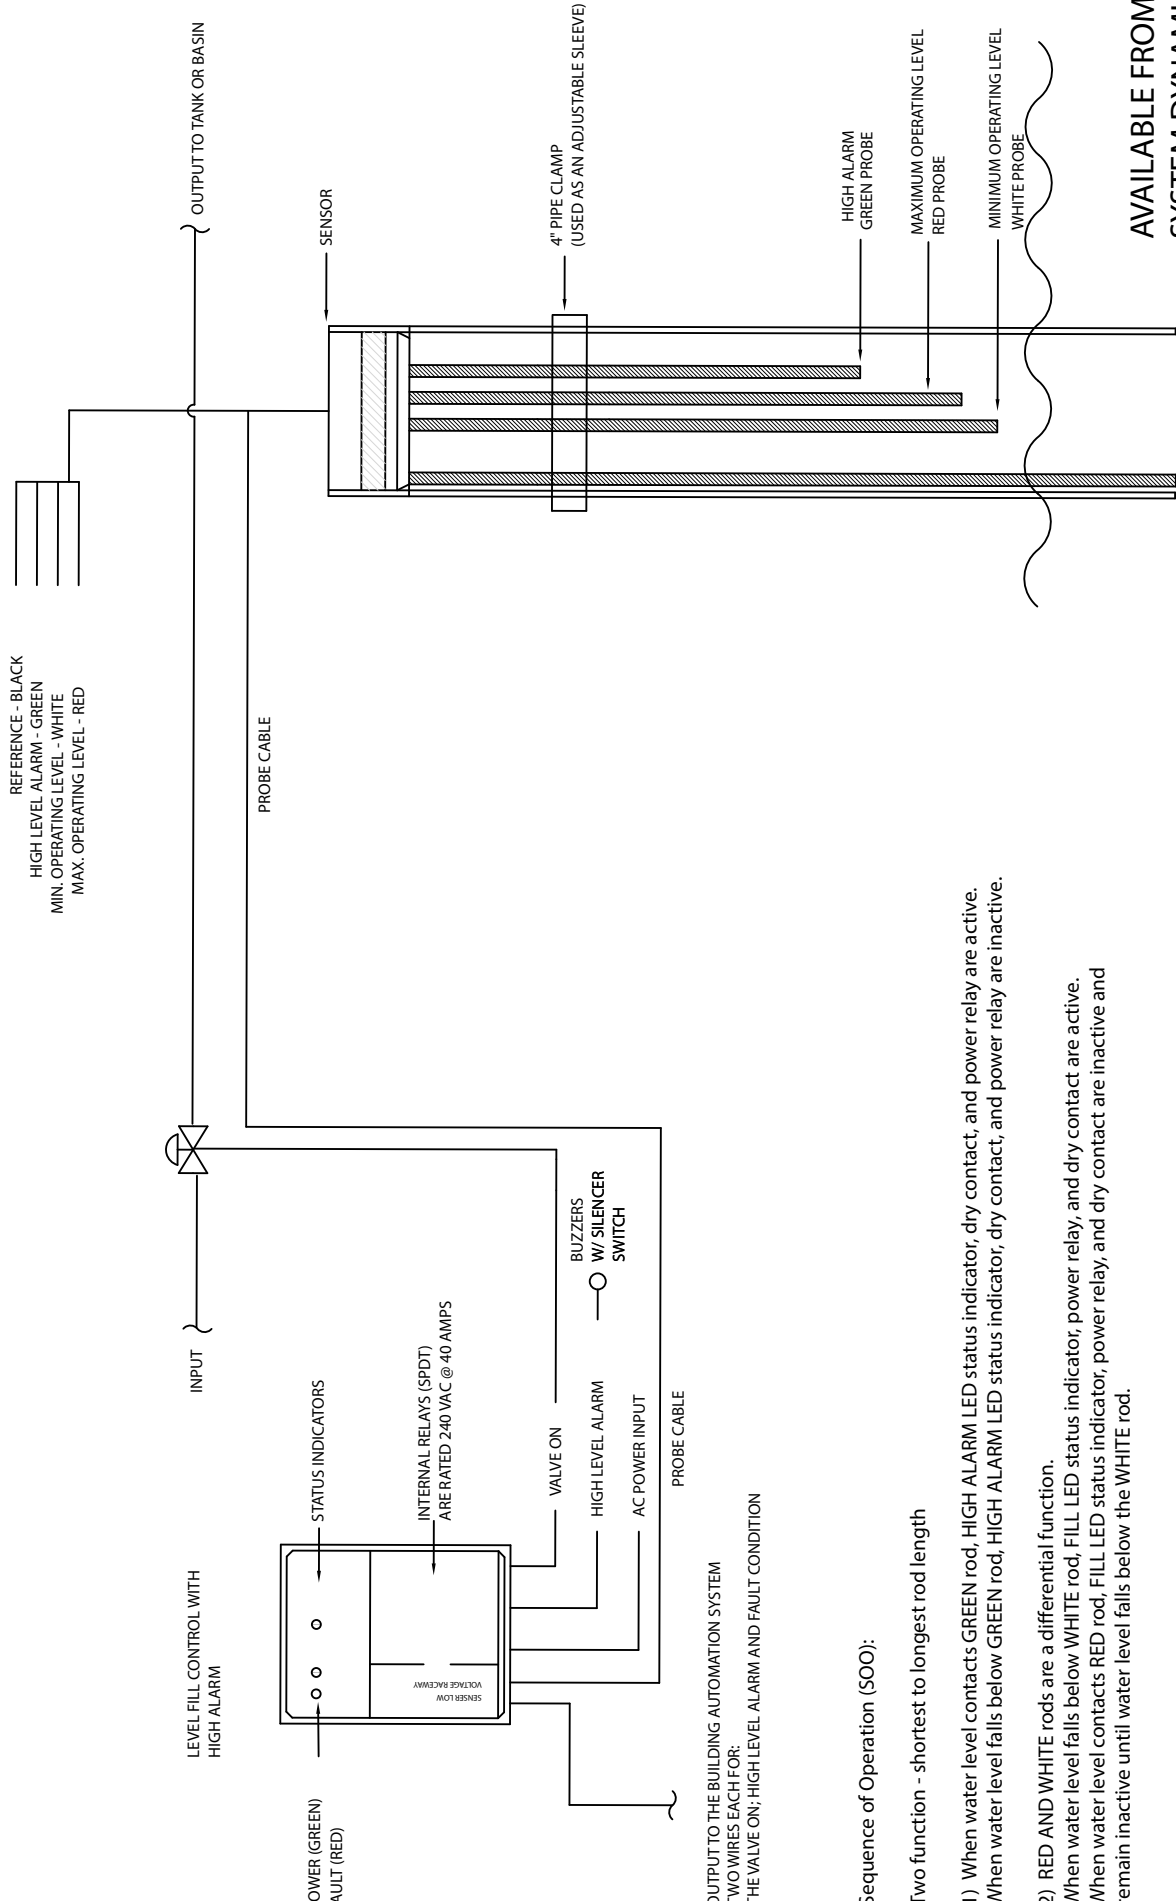 REFERENCE - BLACK
HIGH LEVEL ALARM - GREEN
MIN. OPERATING LEVEL - WHITE
MAX. OPERATING LEVEL - RED
OUTPUT TO TANK OR BASIN
SENSOR
4" PIPE CLAMP
(USED AS AN ADJUSTABLE SLEEVE)
HIGH ALARM
GREEN PROBE
MAXIMUM OPERATING LEVEL
RED PROBE
MINIMUM OPERATING LEVEL
WHITE PROBE
PROBE CABLE
INPUT
LEVEL FILL CONTROL WITH
HIGH ALARM
STATUS INDICATORS
OWER (GREEN)
AULT (RED)
INTERNAL RELAYS (SPDT)
ARE RATED 240 VAC @ 40 AMPS
SENSER LOW
VOLTAGE RACEWAY
VALVE ON
BUZZERS
W/ SILENCER
SWITCH
HIGH LEVEL ALARM
AC POWER INPUT
PROBE CABLE
OUTPUT TO THE BUILDING AUTOMATION SYSTEM
TWO WIRES EACH FOR:
THE VALVE ON; HIGH LEVEL ALARM AND FAULT CONDITION
Sequence of Operation (SOO):
Two function - shortest to longest rod length
1) When water level contacts GREEN rod, HIGH ALARM LED status indicator, dry contact, and power relay are active.
When water level falls below GREEN rod, HIGH ALARM LED status indicator, dry contact, and power relay are inactive.
2) RED AND WHITE rods are a differential function.
When water level falls below WHITE rod, FILL LED status indicator, power relay, and dry contact are active.
When water level contacts RED rod, FILL LED status indicator, power relay, and dry contact are inactive and
remain inactive until water level falls below the WHITE rod.
AVAILABLE FROM